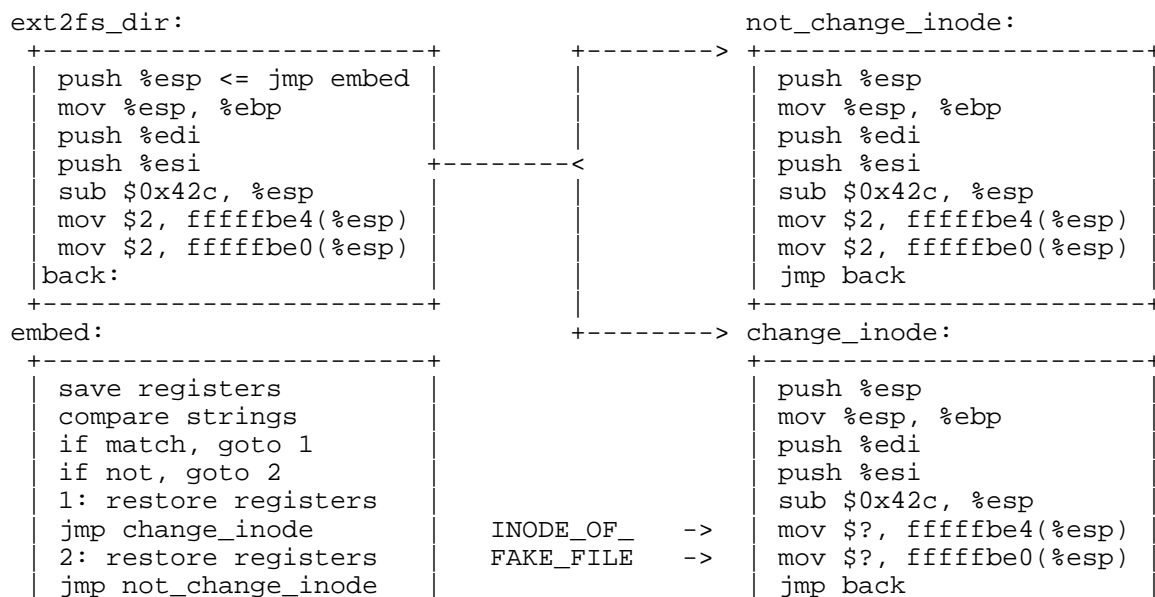 ext2fs_dir:                                  not_change_inode:
 +-------------------------+         +--------> +-------------------------+
 | push %esp <= jmp embed |         |          | push %esp               |
 | mov %esp, %ebp         |         |          | mov %esp, %ebp          |
 | push %edi              |         |          | push %edi               |
 | push %esi              +--------<           | push %esi               |
 | sub $0x42c, %esp       |         |          | sub $0x42c, %esp        |
 | mov $2, fffffbe4(%esp) |         |          | mov $2, fffffbe4(%esp)  |
 | mov $2, fffffbe0(%esp) |         |          | mov $2, fffffbe0(%esp)  |
 |back:                   |         |          | jmp back                |
 +-------------------------+         |          +-------------------------+
embed:                              +--------> change_inode:
 +-------------------------+                    +-------------------------+
 | save registers         |                    | push %esp               |
 | compare strings        |                    | mov %esp, %ebp          |
 | if match, goto 1       |                    | push %edi               |
 | if not, goto 2         |                    | push %esi               |
 | 1: restore registers   |                    | sub $0x42c, %esp        |
 | jmp change_inode       |   INODE_OF_   ->   | mov $?, fffffbe4(%esp)  |
 | 2: restore registers   |   FAKE_FILE   ->   | mov $?, fffffbe0(%esp)  |
 | jmp not_change_inode   |                    | jmp back                |